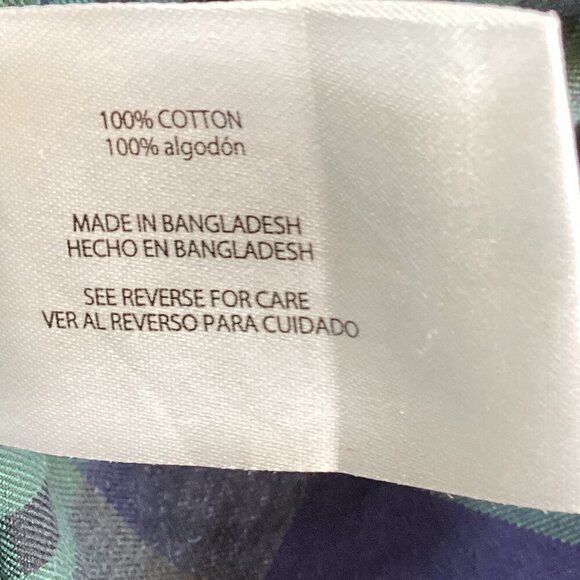 100% COTTON
100% algodón
MADE IN BANGLADESH
HECHO EN BANGLADESH
SEE REVERSE FOR CARE
VER AL REVERSO PARA CUIDADO